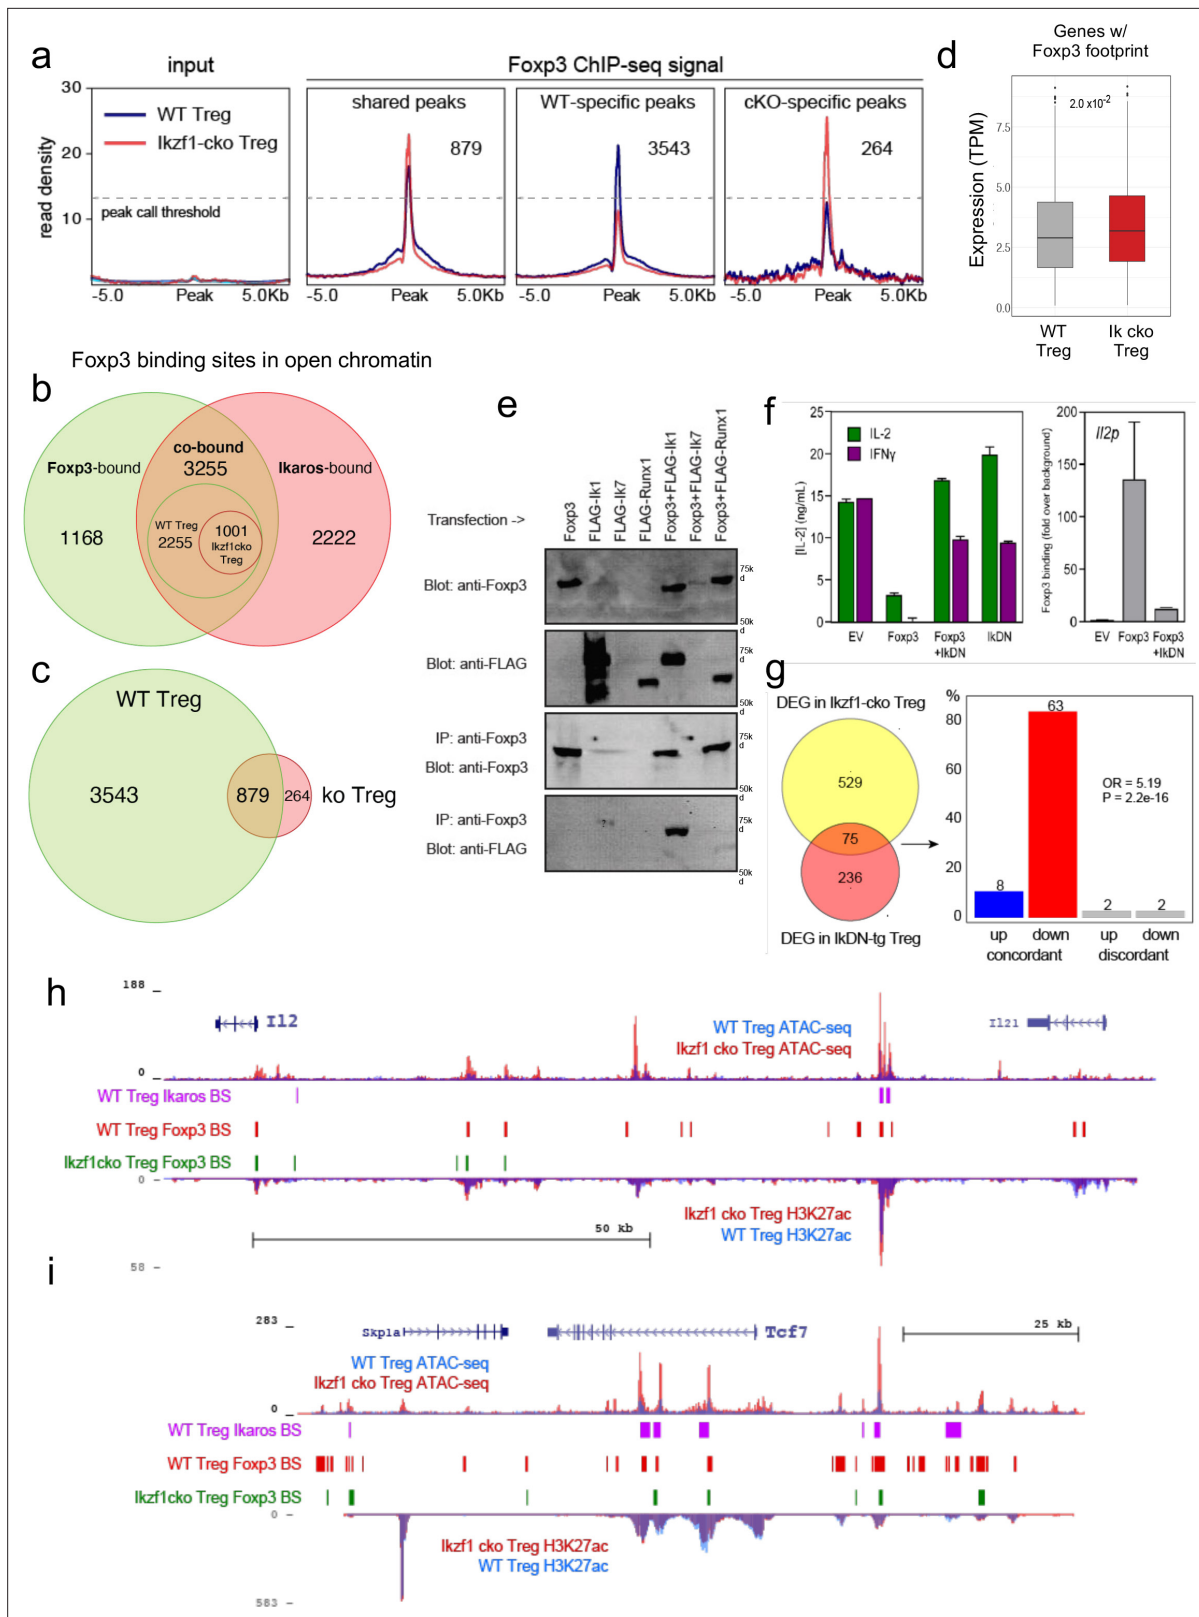 a
input
Foxp3 ChIP-seq signal
30
20
10
read density
WT Treg
Ikzf1-cko Treg
peak call threshold
shared peaks
879
WT-specific peaks
3543
cKO-specific peaks
264
-5.0 Peak 5.0Kb
-5.0 Peak 5.0Kb
-5.0 Peak 5.0Kb
-5.0 Peak 5.0Kb
d
Genes w/
Foxp3 footprint
2.0 x10-2
Expression (TPM)
7.5
5.0
2.5
0.0
WT
Treg
Ik cko
Treg
Foxp3 binding sites in open chromatin
b
co-bound
3255
Foxp3-bound
Ikaros-bound
1168
WT Treg
2255
1001
Ikzf1cko
Treg
2222
c
WT Treg
3543
879
264
ko Treg
e
Transfection ->
Foxp3
FLAG-Ik1
FLAG-Ik7
FLAG-Runx1
Foxp3+FLAG-Ik1
Foxp3+FLAG-Ik7
Foxp3+FLAG-Runx1
Blot: anti-Foxp3
75k
d
50k
d
Blot: anti-FLAG
75k
d
50k
d
IP: anti-Foxp3
Blot: anti-Foxp3
75k
d
50k
d
IP: anti-Foxp3
Blot: anti-FLAG
75k
d
50k
d
f
[IL-2] (ng/mL)
25
20
15
10
5
0
IL-2
IFNγ
EV
Foxp3
Foxp3
+IkDN
IkDN
Foxp3 binding (fold over background)
200
150
100
50
0
Il2p
EV
Foxp3
Foxp3
+IkDN
g
DEG in Ikzf1-cko Treg
529
75
236
DEG in IkDN-tg Treg
%
80
60
40
20
0
8
63
2
2
OR = 5.19
P = 2.2e-16
up
down
up
down
concordant
discordant
h
188
0
Il2
WT Treg ATAC-seq
Ikzf1 cko Treg ATAC-seq
Il21
WT Treg Ikaros BS
WT Treg Foxp3 BS
Ikzf1cko Treg Foxp3 BS
0
Ikzf1 cko Treg H3K27ac
WT Treg H3K27ac
50 kb
58
i
283
0
Skp1a
Tcf7
25 kb
WT Treg ATAC-seq
Ikzf1 cko Treg ATAC-seq
WT Treg Ikaros BS
WT Treg Foxp3 BS
Ikzf1cko Treg Foxp3 BS
0
Ikzf1 cko Treg H3K27ac
WT Treg H3K27ac
583